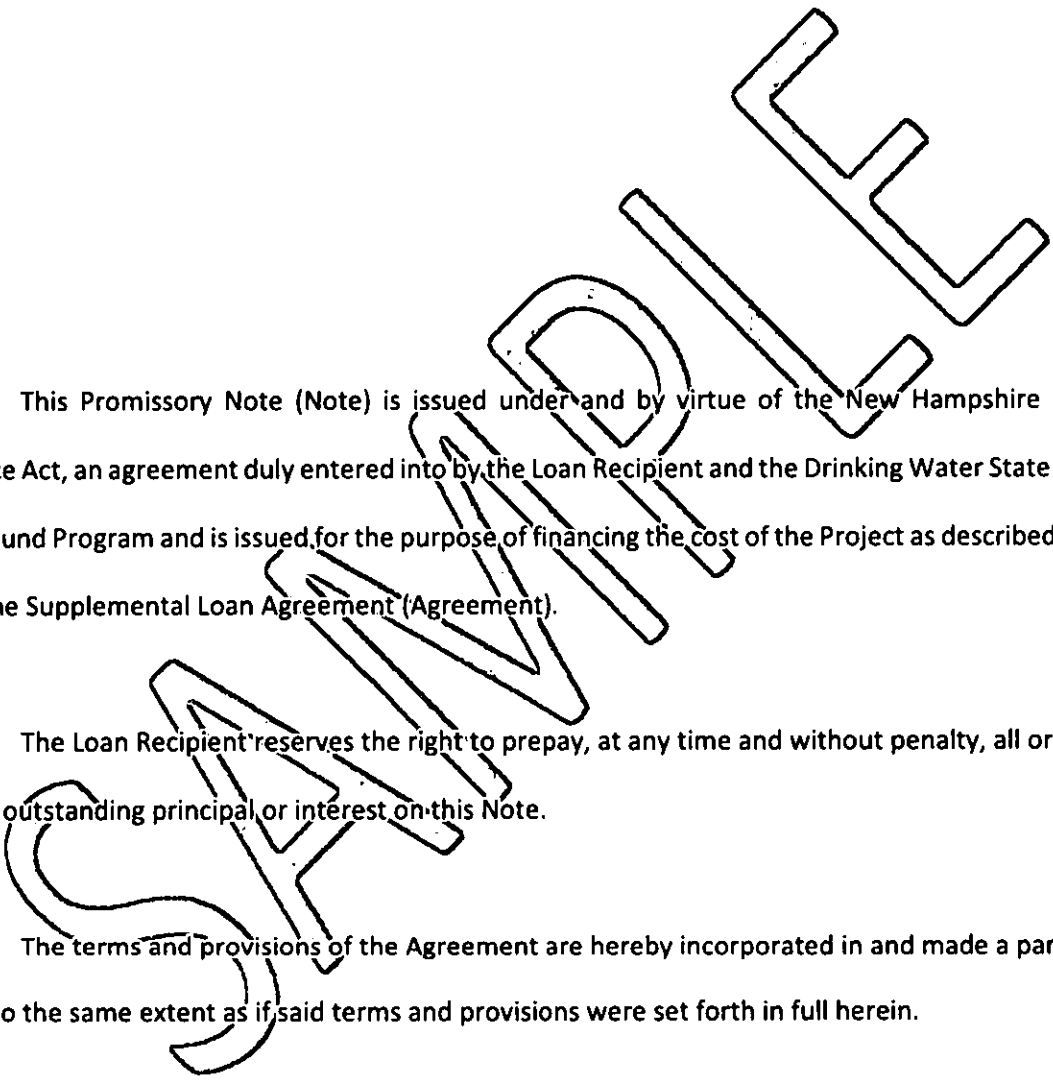 SAMPLE
This Promissory Note (Note) is issued under and by virtue of the New Hampshire
e Act, an agreement duly entered into by the Loan Recipient and the Drinking Water State
und Program and is issued for the purpose of financing the cost of the Project as described
e Supplemental Loan Agreement (Agreement).
The Loan Recipient reserves the right to prepay, at any time and without penalty, all or
outstanding principal or interest on this Note.
The terms and provisions of the Agreement are hereby incorporated in and made a par
o the same extent as if said terms and provisions were set forth in full herein.